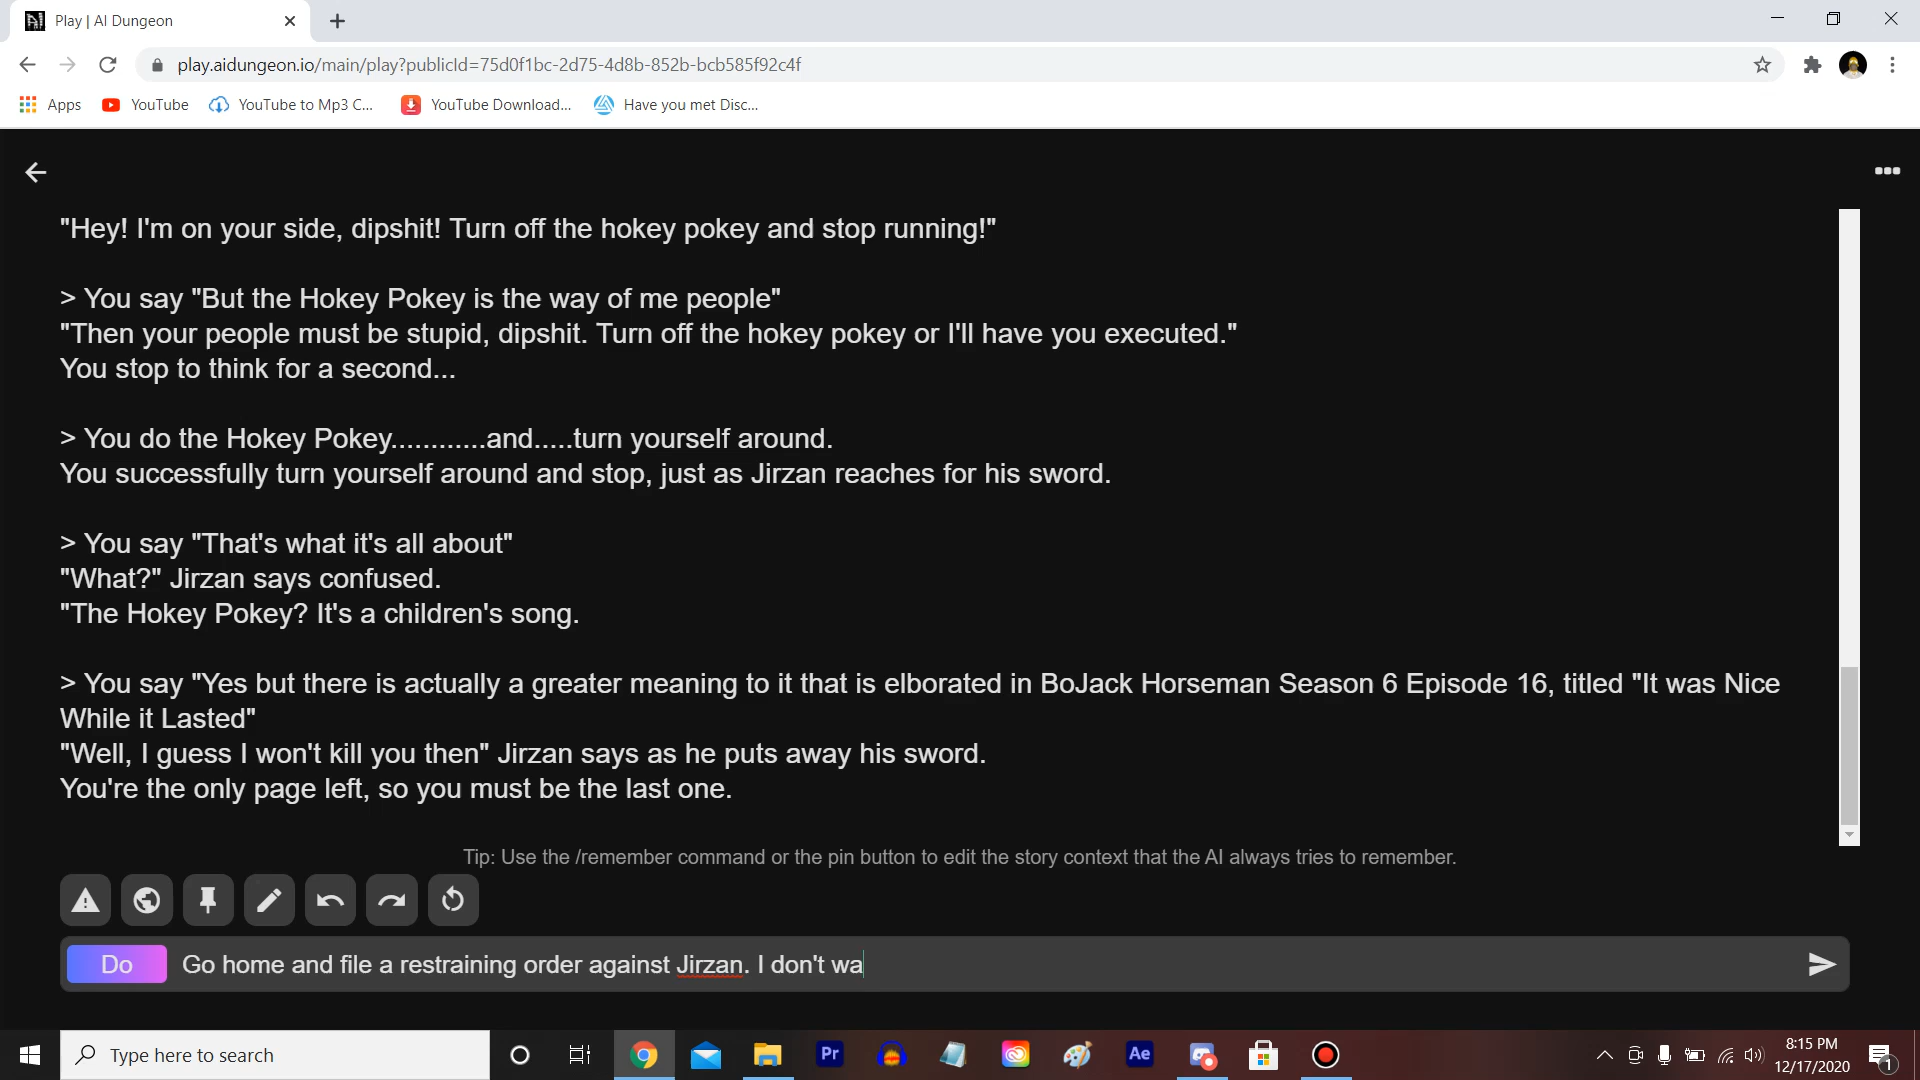 Play | AI Dungeon
play.aidungeon.io/main/play?publicId=75d0f1bc-2d75-4d8b-852b-bcb585f92c4f
Apps YouTube YouTube to Mp3 C... YouTube Download... Have you met Disc...
"Hey! I'm on your side, dipshit! Turn off the hokey pokey and stop running!"
> You say "But the Hokey Pokey is the way of me people"
"Then your people must be stupid, dipshit. Turn off the hokey pokey or I'll have you executed."
You stop to think for a second...
> You do the Hokey Pokey............and.....turn yourself around.
You successfully turn yourself around and stop, just as Jirzan reaches for his sword.
> You say "That's what it's all about"
"What?" Jirzan says confused.
"The Hokey Pokey? It's a children's song.
> You say "Yes but there is actually a greater meaning to it that is elborated in BoJack Horseman Season 6 Episode 16, titled "It was Nice
While it Lasted"
"Well, I guess I won't kill you then" Jirzan says as he puts away his sword.
You're the only page left, so you must be the last one.
Tip: Use the /remember command or the pin button to edit the story context that the AI always tries to remember.
Do Go home and file a restraining order against Jirzan. I don't wa
Type here to search
Pr
Ae
8:15 PM
12/17/2020
1